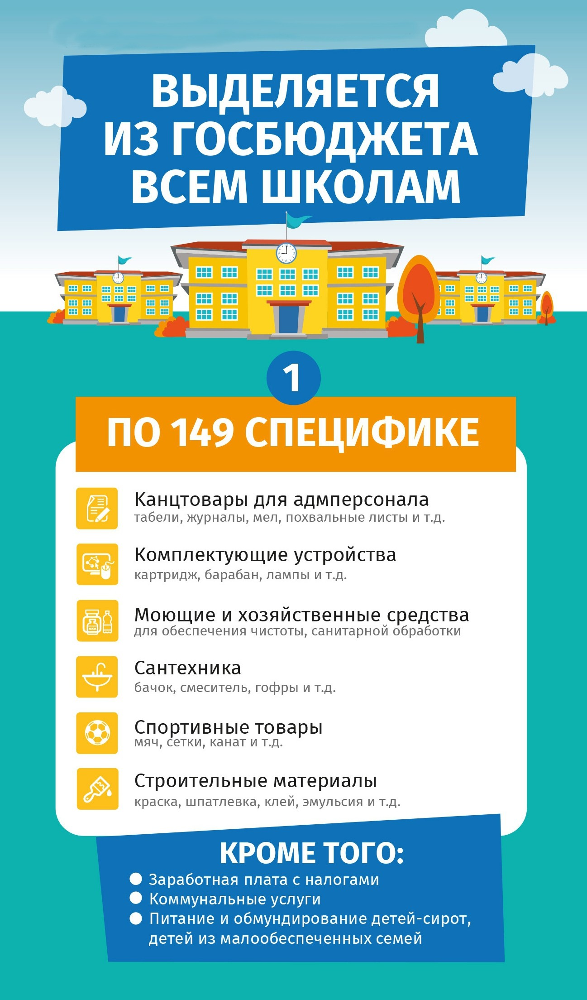 ВЫДЕЛЯЕТСЯ
ИЗ ГОСБЮДЖЕТА
ВСЕМ ШКОЛАМ
1
ПО 149 СПЕЦИФИКЕ
Канцтовары для адмперсонала
табели, журналы, мел, похвальные листы и т.д.
Комплектующие устройства
картридж, барабан, лампы и т.д.
Моющие и хозяйственные средства
для обеспечения чистоты, санитарной обработки
Сантехника
бачок, смеситель, гофры и т.д.
Спортивные товары
мяч, сетки, канат и т.д.
Строительные материалы
краска, шпатлевка, клей, эмульсия и т.д.
КРОМЕ ТОГО:
● Заработная плата с налогами
● Коммунальные услуги
● Питание и обмундирование детей-сирот,
детей из малообеспеченных семей